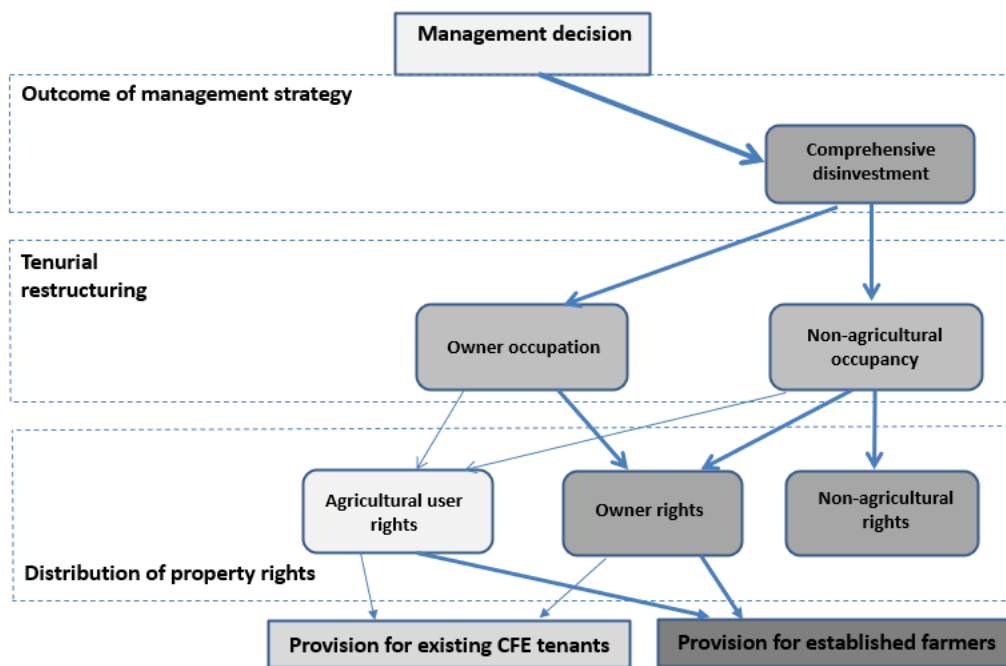 Management decision
Outcome of management strategy
Comprehensive
disinvestment
Tenurial
restructuring
Owner occupation
Non-agricultural
occupancy
Agricultural user
rights
Owner rights
Non-agricultural
rights
Distribution of property rights
Provision for existing CFE tenants
Provision for established farmers